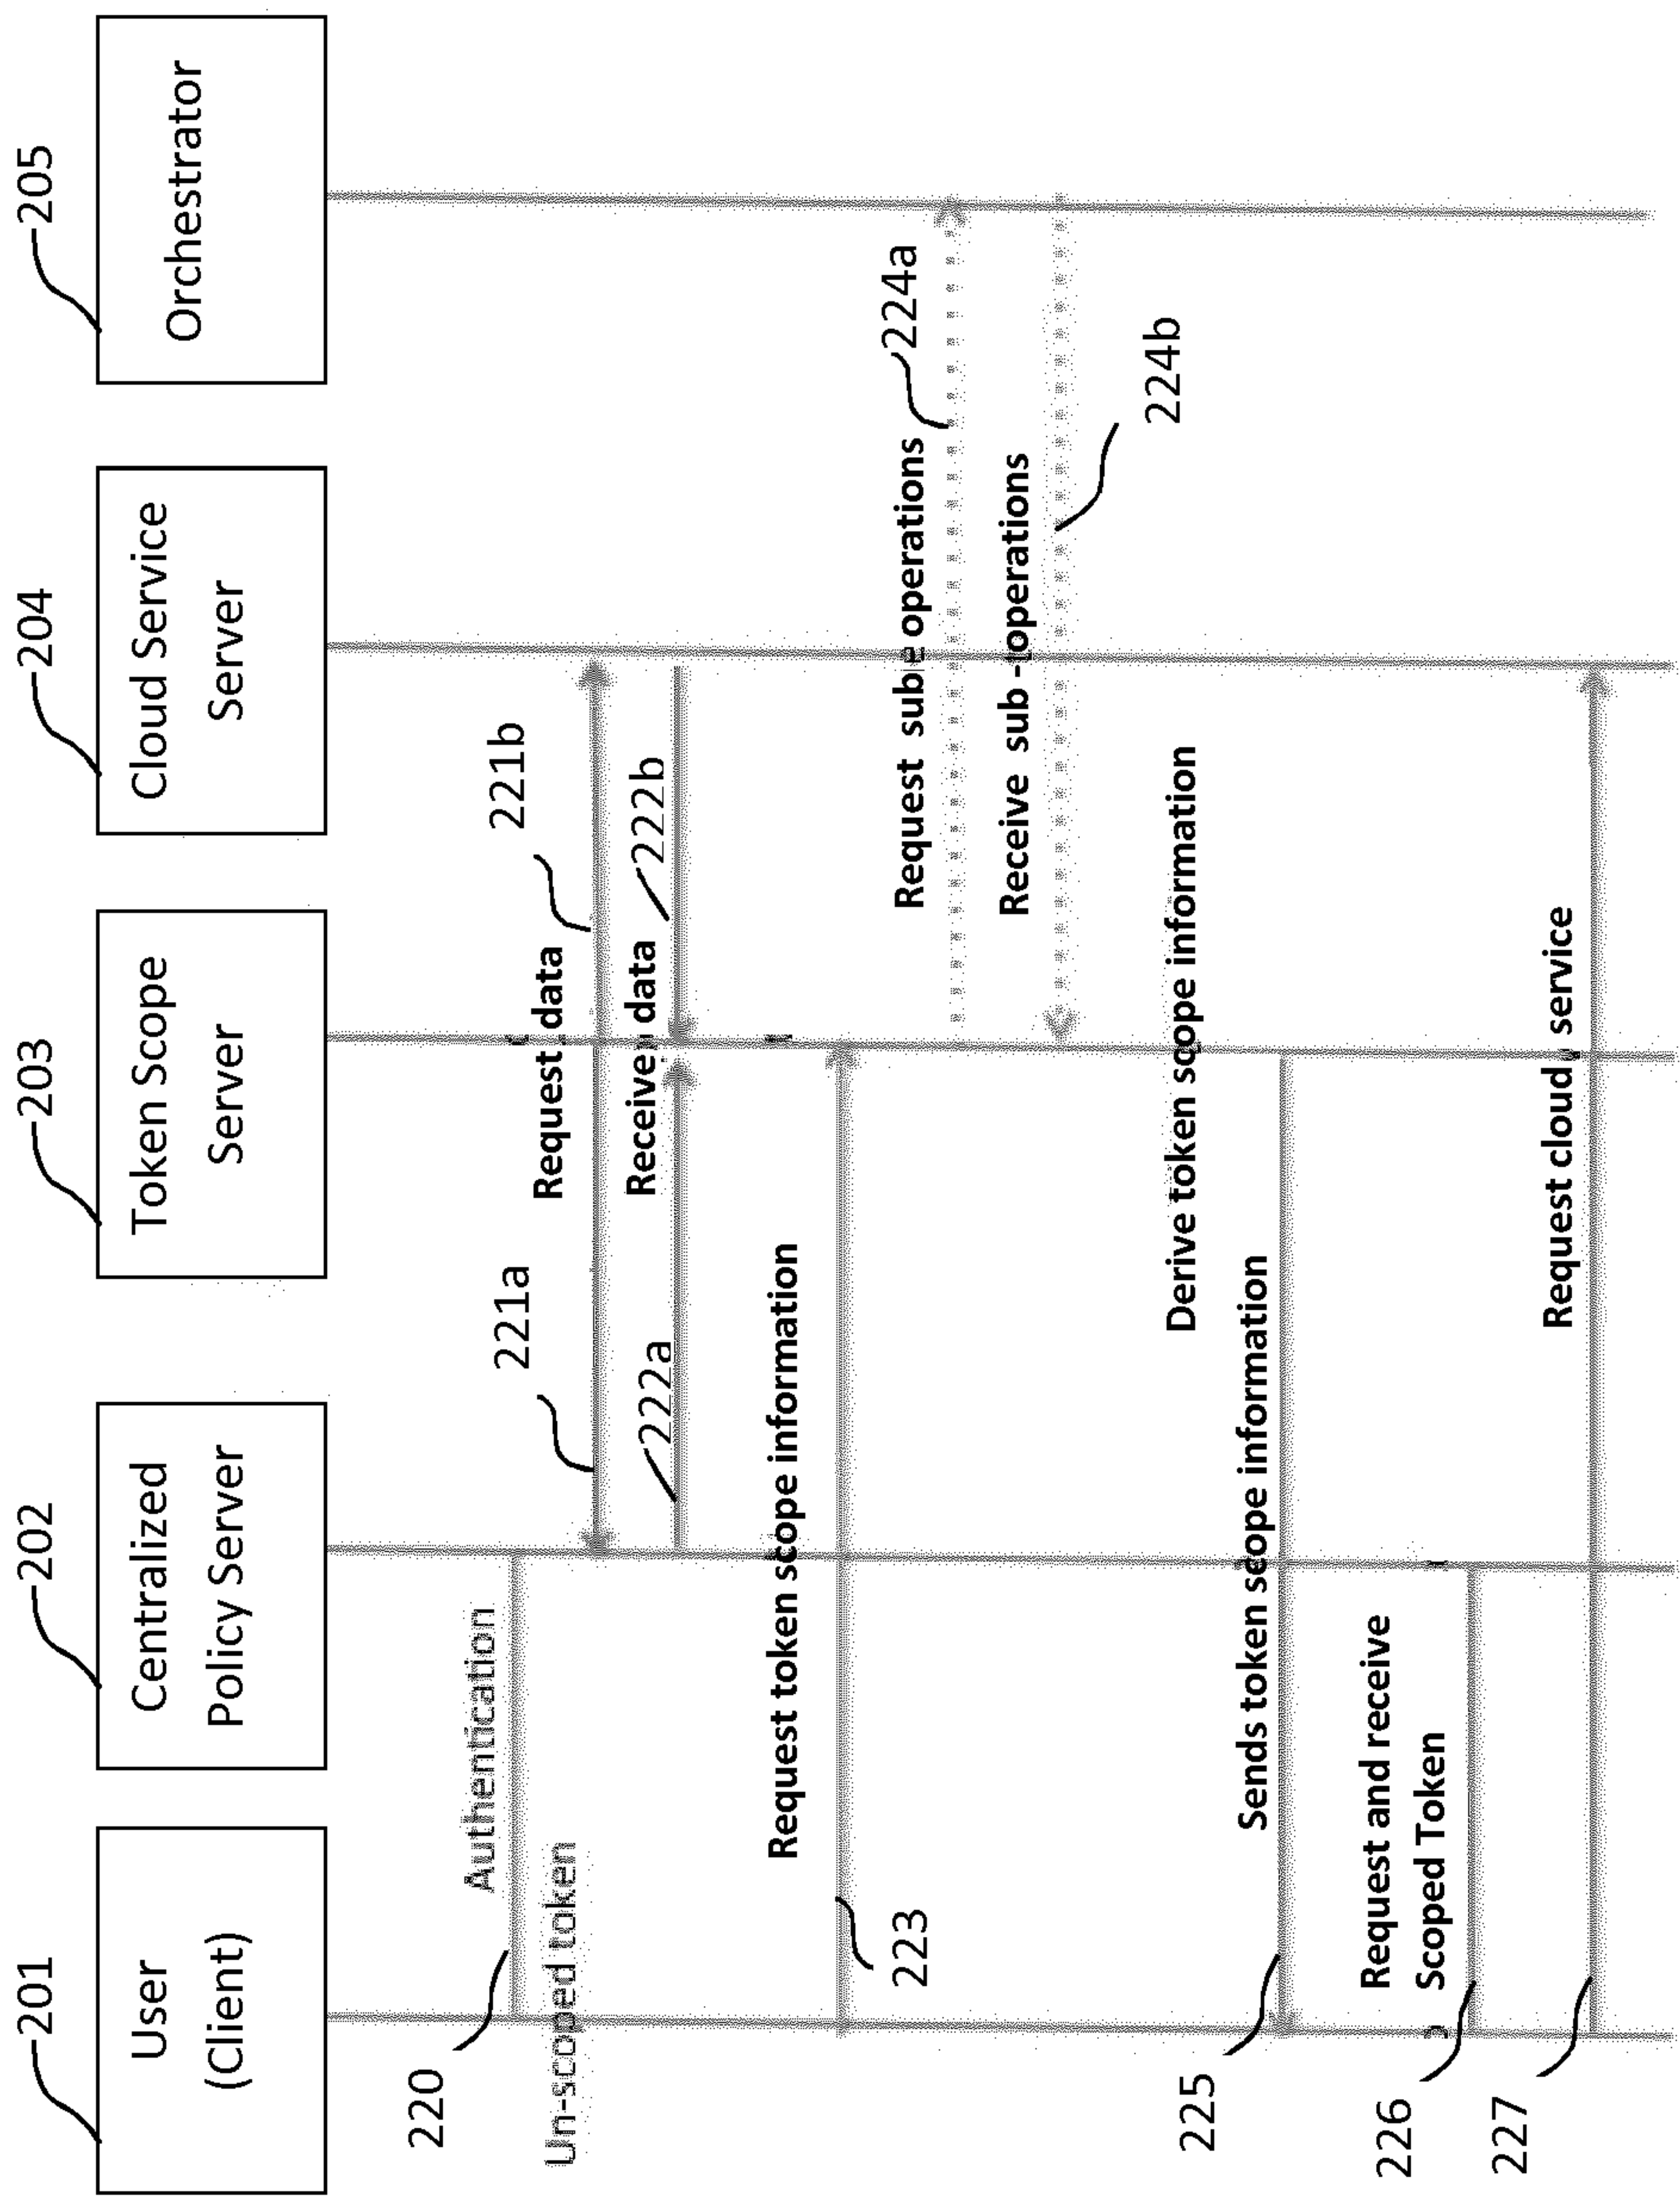 201
202
203
204
205
User
(Client)
Centralized
Policy Server
Token Scope
Server
Cloud Service
Server
Orchestrator
220
Authentication
Un-scoped token
221a
Request data
221b
222a
Receive data
222b
Request token scope information
223
Request sub operations
224a
Receive sub -operations
224b
Derive token scope information
Sends token scope information
225
Request and receive
Scoped Token
226
Request cloud service
227